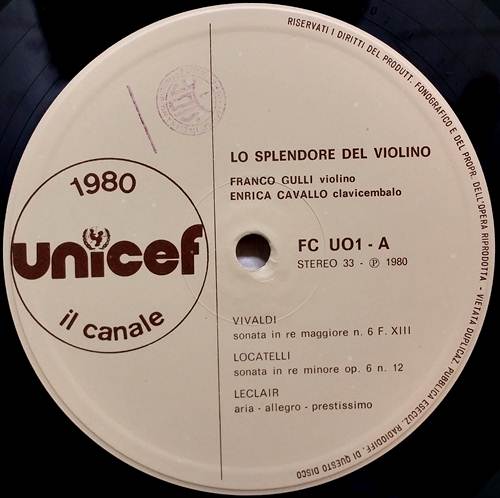 RISERVATI I DIRITTI DEL PRODUTT. FONOGRAFICO E DEL PROPR. DELL'OPERA RIPRODOTTA - VIETATA DUPLICAZ. PUBBLICA ESECUZ. RADIODIFF. DI QUESTO DISCO
1980
unicef
il canale
LO SPLENDORE DEL VIOLINO
FRANCO GULLI violino
ENRICA CAVALLO clavicembalo
FC UO1 - A
STEREO 33 - ℗ 1980
VIVALDI
sonata in re maggiore n. 6 F. XIII
LOCATELLI
sonata in re minore op. 6 n. 12
LECLAIR
aria - allegro - prestissimo